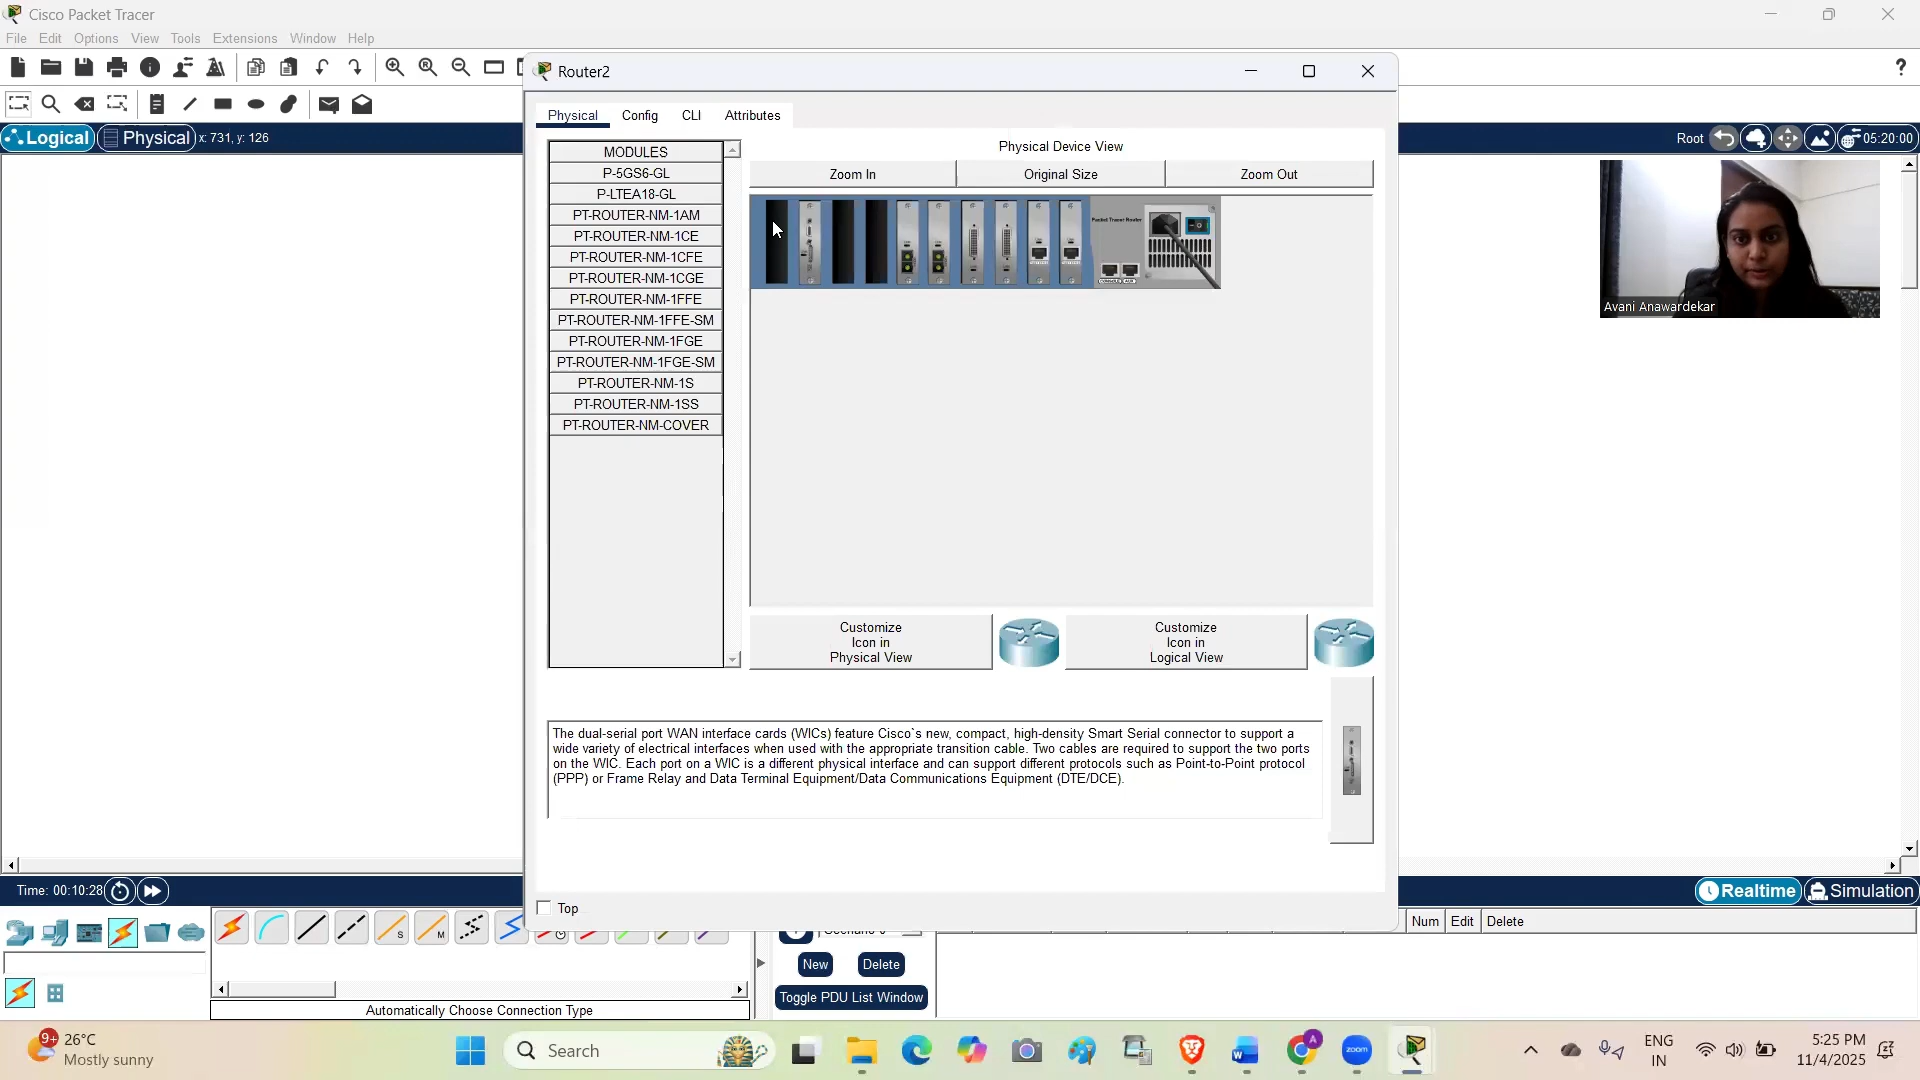 Cisco Packet Tracer
File Edit Options View Tools Extensions Window Help
?
Router2
Physical Config CLI Attributes
Logical Physical x: 731, y: 126
Root 05:20:00
MODULES
P-5GS6-GL
P-LTEA18-GL
PT-ROUTER-NM-1AM
PT-ROUTER-NM-1CE
PT-ROUTER-NM-1CFE
PT-ROUTER-NM-1CGE
PT-ROUTER-NM-1FFE
PT-ROUTER-NM-1FFE-SM
PT-ROUTER-NM-1FGE
PT-ROUTER-NM-1FGE-SM
PT-ROUTER-NM-1S
PT-ROUTER-NM-1SS
PT-ROUTER-NM-COVER
Physical Device View
Zoom In Original Size Zoom Out
Packet Tracer Router
Avani Anawardekar
Customize
Icon in
Physical View
Customize
Icon in
Logical View
The dual-serial port WAN interface cards (WICs) feature Cisco`s new, compact, high-density Smart Serial connector to support a
wide variety of electrical interfaces when used with the appropriate transition cable. Two cables are required to support the two ports
on the WIC. Each port on a WIC is a different physical interface and can support different protocols such as Point-to-Point protocol
(PPP) or Frame Relay and Data Terminal Equipment/Data Communications Equipment (DTE/DCE).
Top
Time: 00:10:28
Realtime Simulation
Num Edit Delete
New Delete
Toggle PDU List Window
Automatically Choose Connection Type
9+
26°C
Mostly sunny
Search
zoom
ENG
IN
5:25 PM
11/4/2025